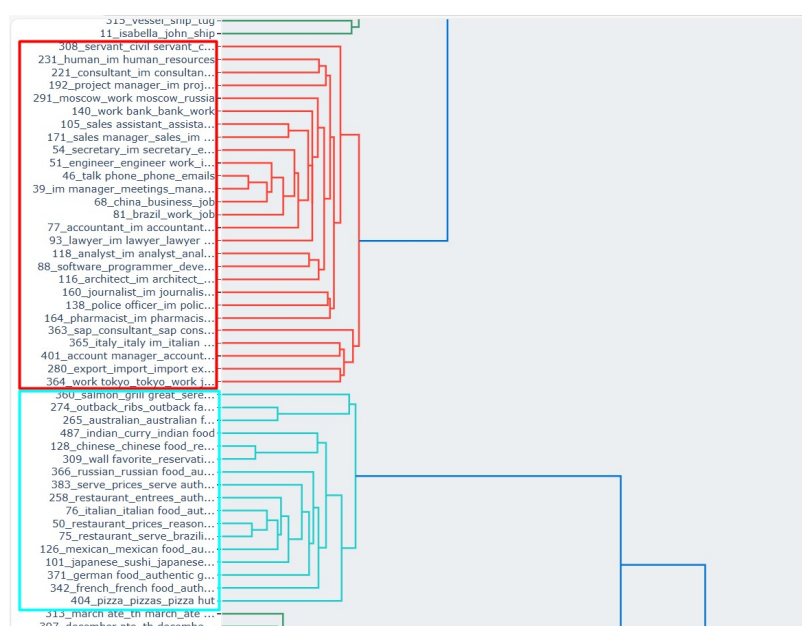 315_vessel_ship_tug
11_isabella_john_ship
308_servant_civil servant_c...
231_human_im human_resources
221_consultant_im consultan...
192_project manager_im proj...
291_moscow_work moscow_russia
140_work bank_bank_work
105_sales assistant_assista...
171_sales manager_sales_im ...
54_secretary_im secretary_e...
51_engineer_engineer work_i...
46_talk phone_phone_emails
39_im manager_meetings_mana...
68_china_business_job
81_brazil_work_job
77_accountant_im accountant...
93_lawyer_im lawyer_lawyer ...
118_analyst_im analyst_anal...
88_software_programmer_deve...
116_architect_im architect_...
160_journalist_im journalis...
138_police officer_im polic...
164_pharmacist_im pharmacis...
363_sap_consultant_sap cons...
365_italy_italy im_italian ...
401_account manager_account...
280_export_import_import ex...
364_work tokyo_tokyo_work j...
360_salmon_grill great_sere...
274_outback_ribs_outback fa...
265_australian_australian f...
487_indian_curry_indian food
128_chinese_chinese food_re...
309_wall favorite_reservati...
366_russian_russian food_au...
383_serve_prices_serve auth...
258_restaurant_entrees_auth...
76_italian_italian food_aut...
50_restaurant_prices_reason...
75_restaurant_serve_brazili...
126_mexican_mexican food_au...
101_japanese_sushi_japanese...
371_german food_authentic g...
342_french_french food_auth...
404_pizza_pizzas_pizza hut
313_march ate_th march_ate ...